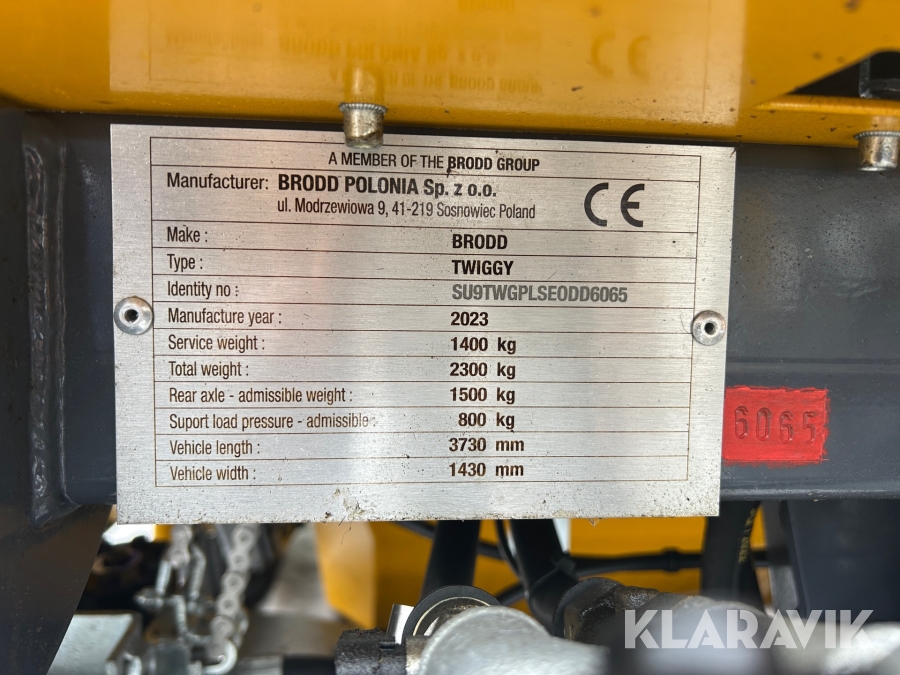 A MEMBER OF THE BRODD GROUP
Manufacturer: BRODD POLONIA Sp. z o.o.
ul. Modrzewiowa 9, 41-219 Sosnowiec Poland
CE
Make : BRODD
Type : TWIGGY
Identity no : SU9TWGPLSEODD6065
Manufacture year : 2023
Service weight : 1400 kg
Total weight : 2300 kg
Rear axle - admissible weight : 1500 kg
Suport load pressure - admissible : 800 kg
Vehicle length : 3730 mm
Vehicle width : 1430 mm
6065
KLARAVIK